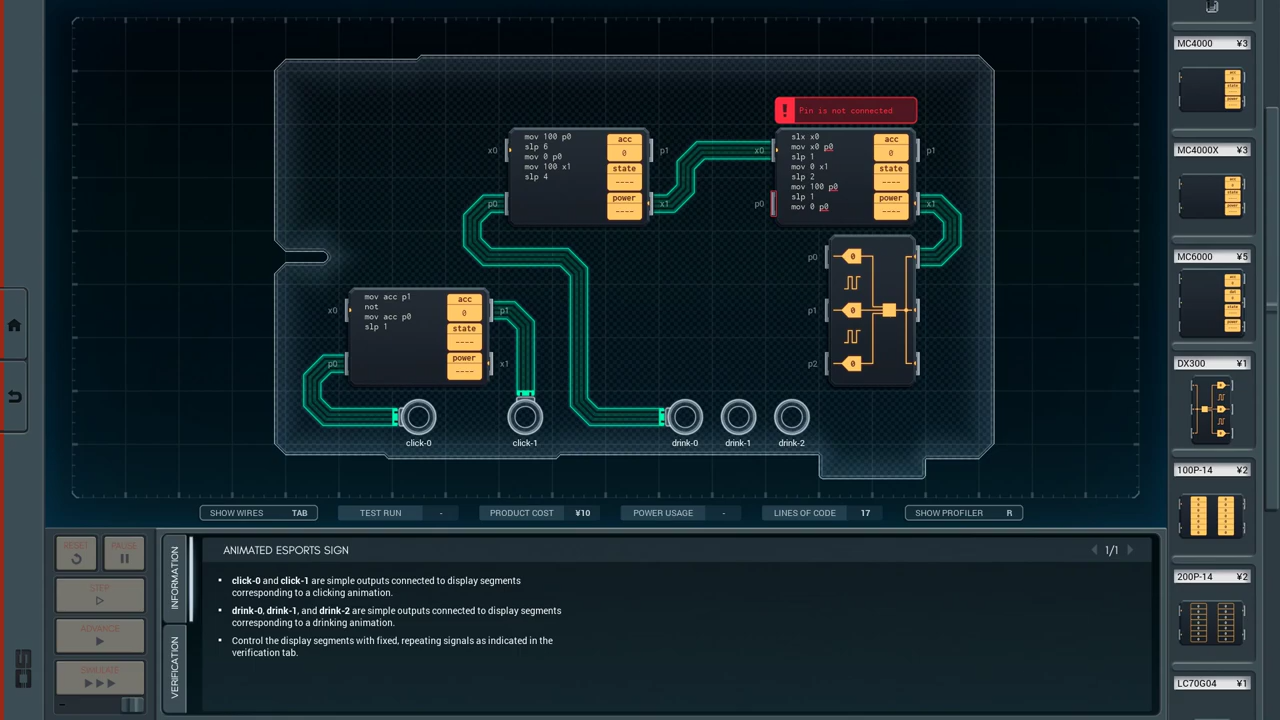 MC4000 ¥3
Pin is not connected
mov 100 p0
slp 6
mov 0 p0
mov 100 x1
slp 4
acc
0
state
----
power
----
x0
p1
p0
x1
slx x0
mov x0 p0
slp 1
mov 0 x1
slp 2
mov 100 p0
slp 1
mov 0 p0
acc
0
state
----
power
----
x0
p1
p0
x1
MC4000X ¥3
p0 0
p1 0
p2 0
MC6000 ¥5
mov acc p1
not
mov acc p0
slp 1
acc
0
state
----
power
----
x0
p1
p0
x1
DX300 ¥1
click-0
click-1
drink-0
drink-1
drink-2
100P-14 ¥2
SHOW WIRES TAB
TEST RUN -
PRODUCT COST ¥10
POWER USAGE -
LINES OF CODE 17
SHOW PROFILER R
200P-14 ¥2
RESET
PAUSE
STEP
ADVANCE
SIMULATE
INFORMATION
VERIFICATION
ANIMATED ESPORTS SIGN
1/1
click-0 and click-1 are simple outputs connected to display segments
corresponding to a clicking animation.
drink-0, drink-1, and drink-2 are simple outputs connected to display segments
corresponding to a drinking animation.
Control the display segments with fixed, repeating signals as indicated in the
verification tab.
LC70G04 ¥1